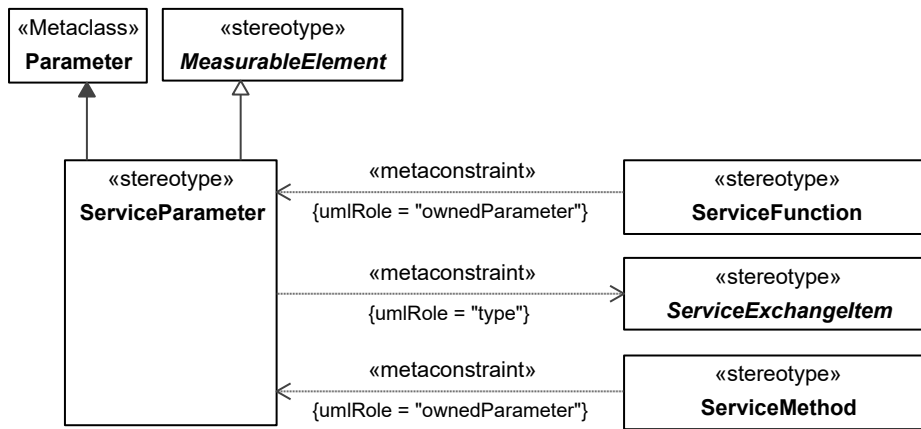 «Metaclass»
Parameter
«stereotype»
MeasurableElement
«stereotype»
ServiceParameter
«metaconstraint»
{umlRole = "ownedParameter"}
«stereotype»
ServiceFunction
«metaconstraint»
{umlRole = "type"}
«stereotype»
ServiceExchangeItem
«metaconstraint»
{umlRole = "ownedParameter"}
«stereotype»
ServiceMethod